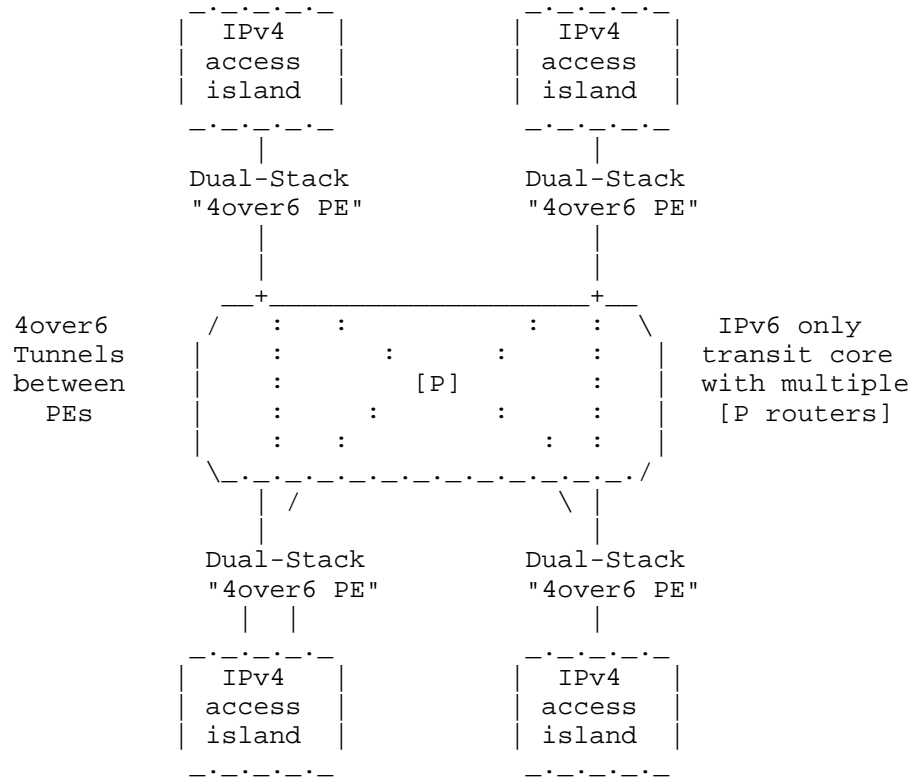 IPv4 IPv4
access access
island island
Dual-Stack Dual-Stack
"4over6 PE" "4over6 PE"
4over6 IPv6 only
Tunnels transit core
between [P] with multiple
PEs [P routers]
Dual-Stack Dual-Stack
"4over6 PE" "4over6 PE"
IPv4 IPv4
access access
island island